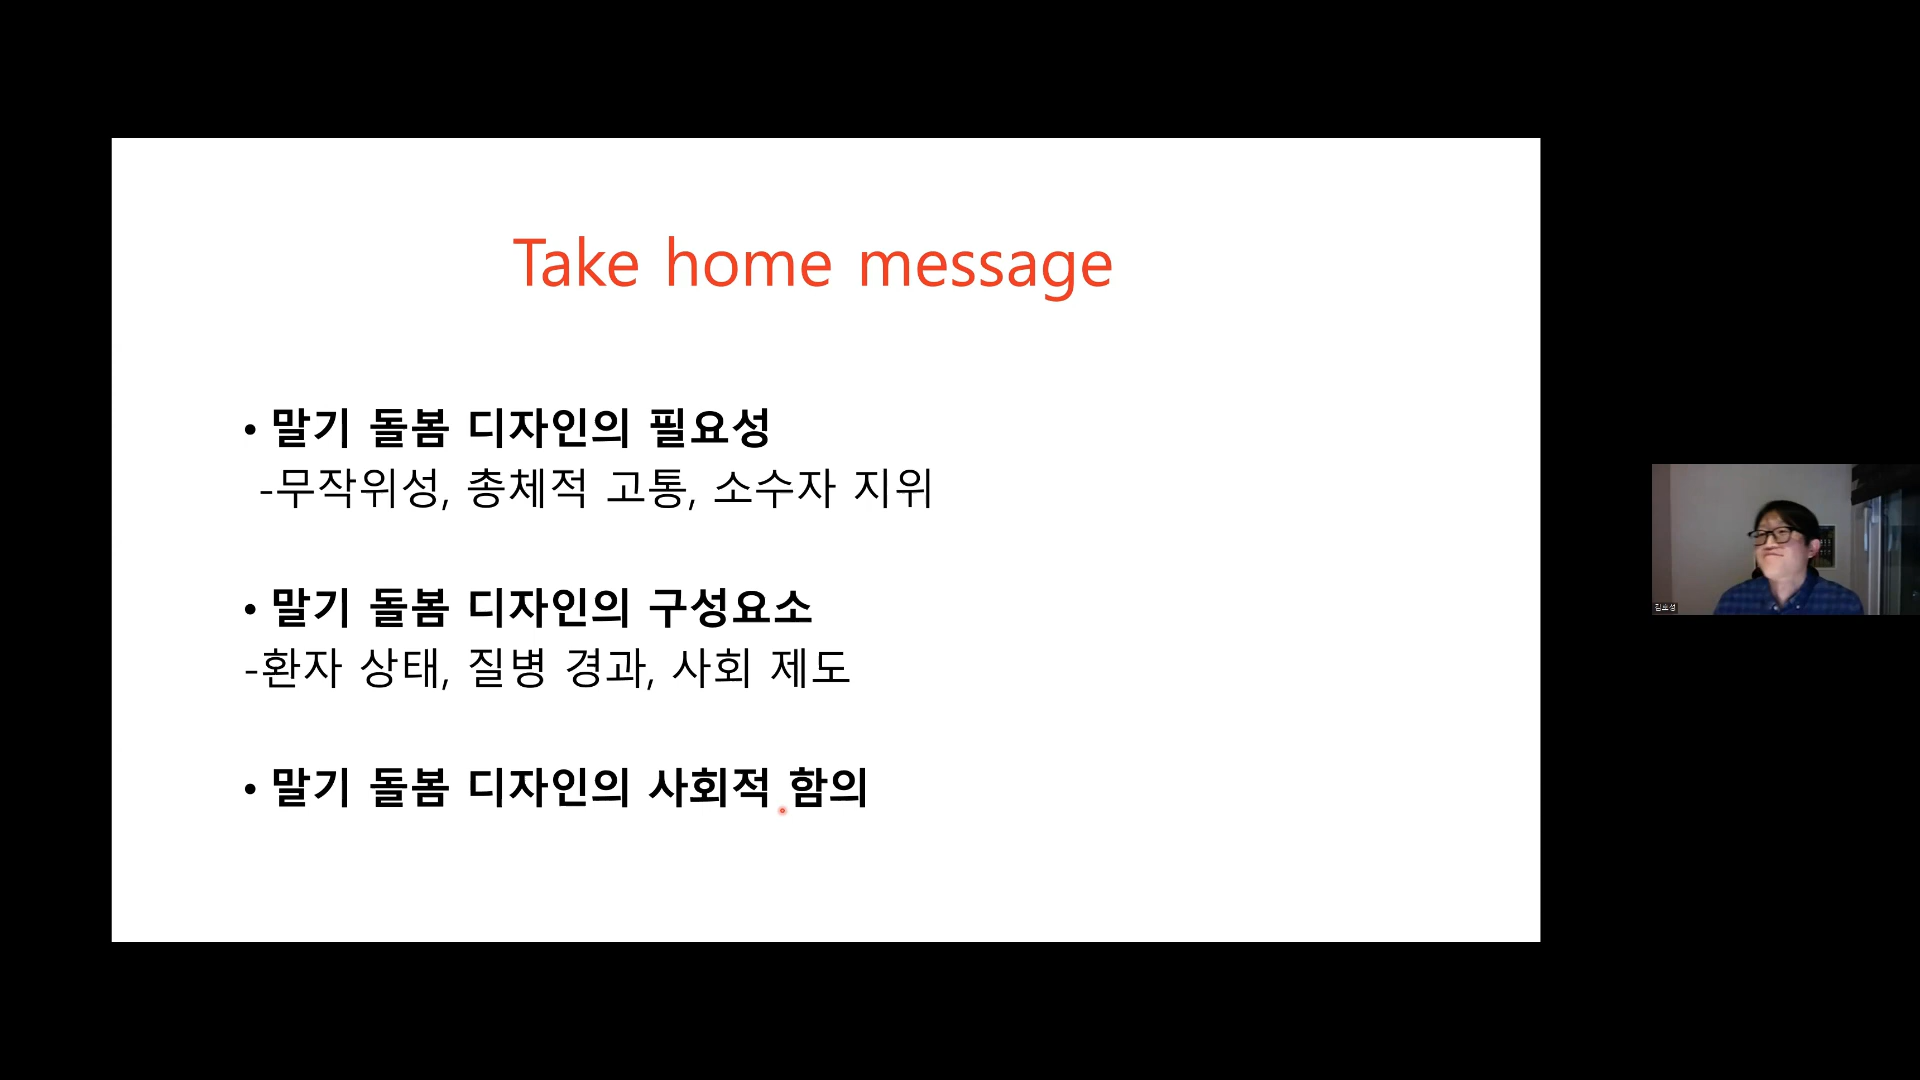 Take home message
• 말기 돌봄 디자인의 필요성
-무작위성, 총체적 고통, 소수자 지위
• 말기 돌봄 디자인의 구성요소
-환자 상태, 질병 경과, 사회 제도
• 말기 돌봄 디자인의 사회적 함의